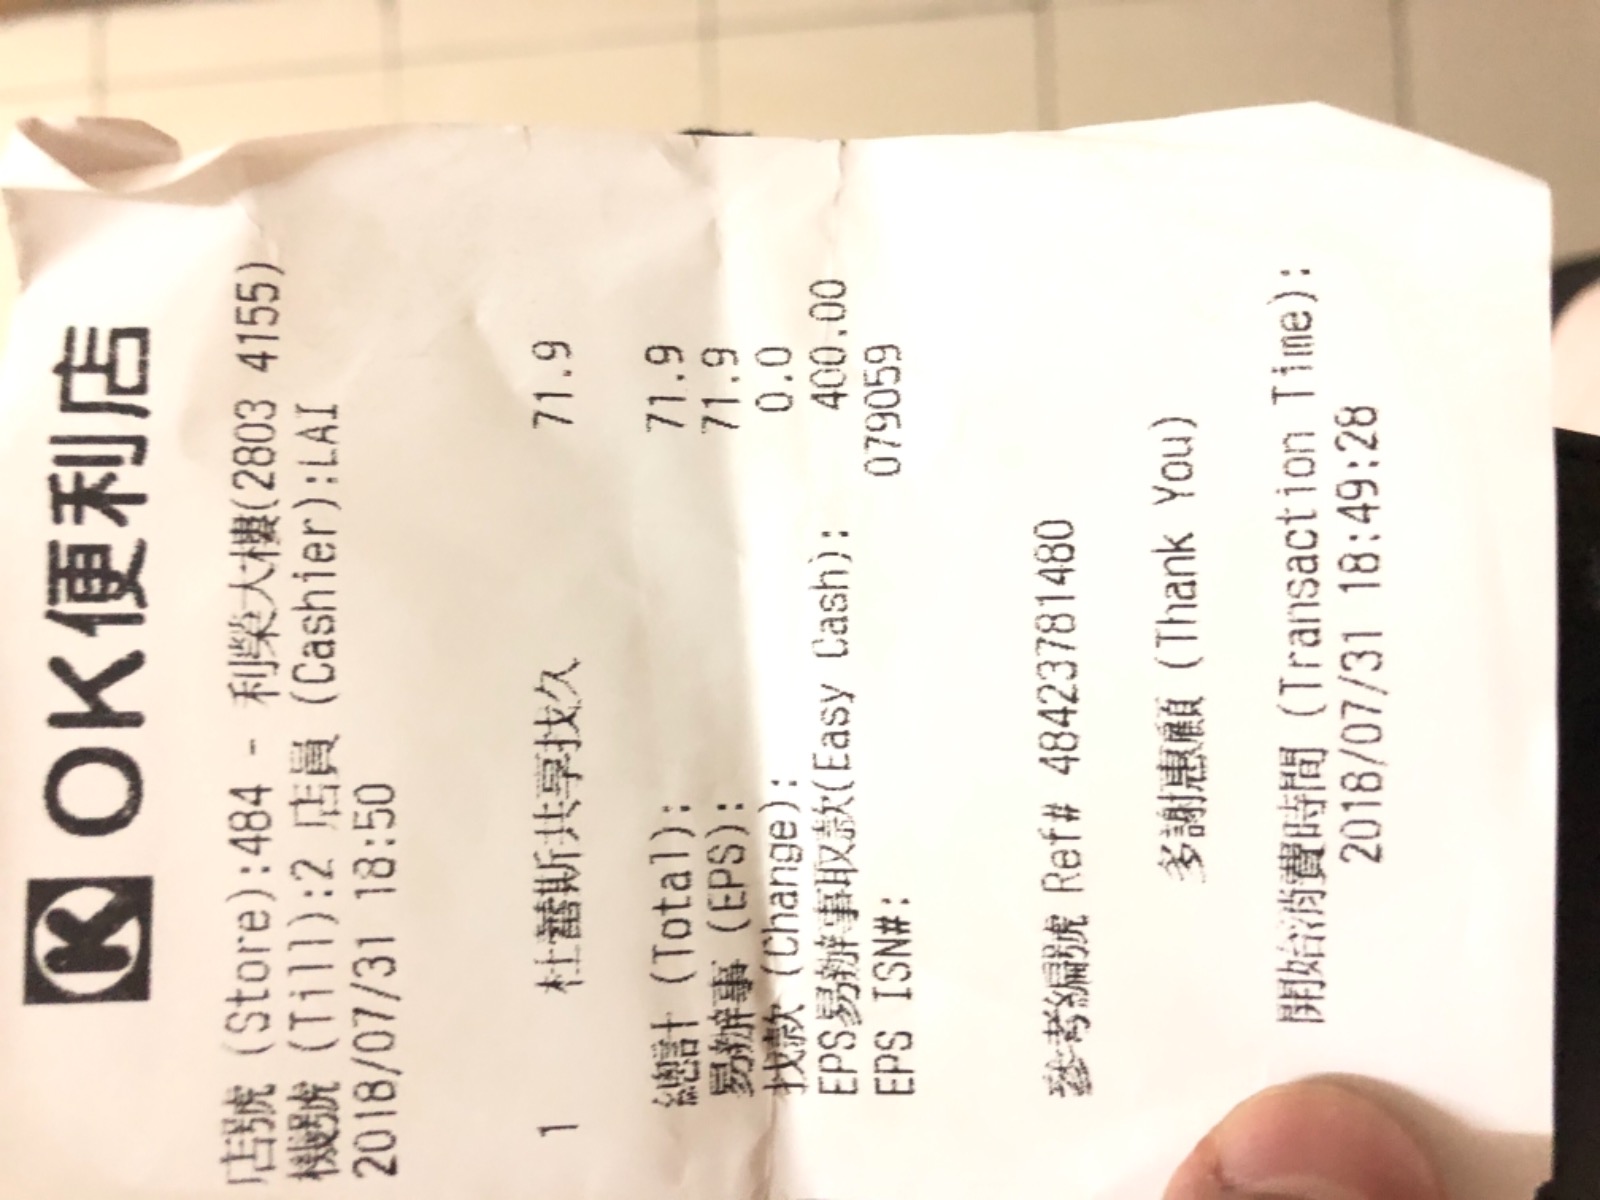 K OK便利店
店號 (Store):484 - 利榮大樓(2803 4155)
機號 (Till):2 店員 (Cashier):LAI
2018/07/31 18:50
1 杜蕾斯共享找久 71.9
總計 (Total): 71.9
易辦事 (EPS): 71.9
找款 (Change): 0.0
EPS易辦事取款(Easy Cash): 400.00
EPS ISN#: 079059
參考編號 Ref# 48423781480
多謝惠顧 (Thank You)
開始消費時間 (Transaction Time):
2018/07/31 18:49:28